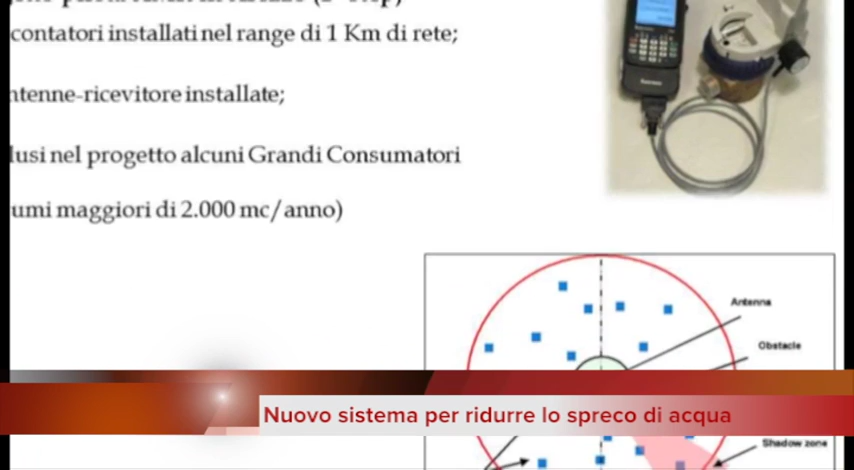 contatori installati nel range di 1 Km di rete;
ntenne-ricevitore installate;
lusi nel progetto alcuni Grandi Consumatori
umi maggiori di 2.000 mc/anno)
Antenna
Obstacle
Nuovo sistema per ridurre lo spreco di acqua
Shadow zone